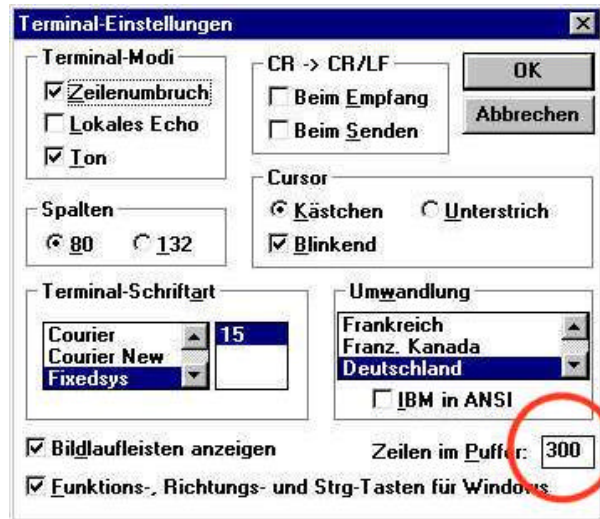 Terminal-Einstellungen
Terminal-Modi
Zeilenumbruch
Lokales Echo
Ton
CR -> CR/LF
Beim Empfang
Beim Senden
OK
Abbrechen
Spalten
80 132
Cursor
Kästchen Unterstrich
Blinkend
Terminal-Schriftart
Courier
Courier New
Fixedsys
15
Umwandlung
Frankreich
Franz. Kanada
Deutschland
IBM in ANSI
Bildlaufleisten anzeigen
Zeilen im Puffer: 300
Funktions-, Richtungs- und Strg-Tasten für Windows